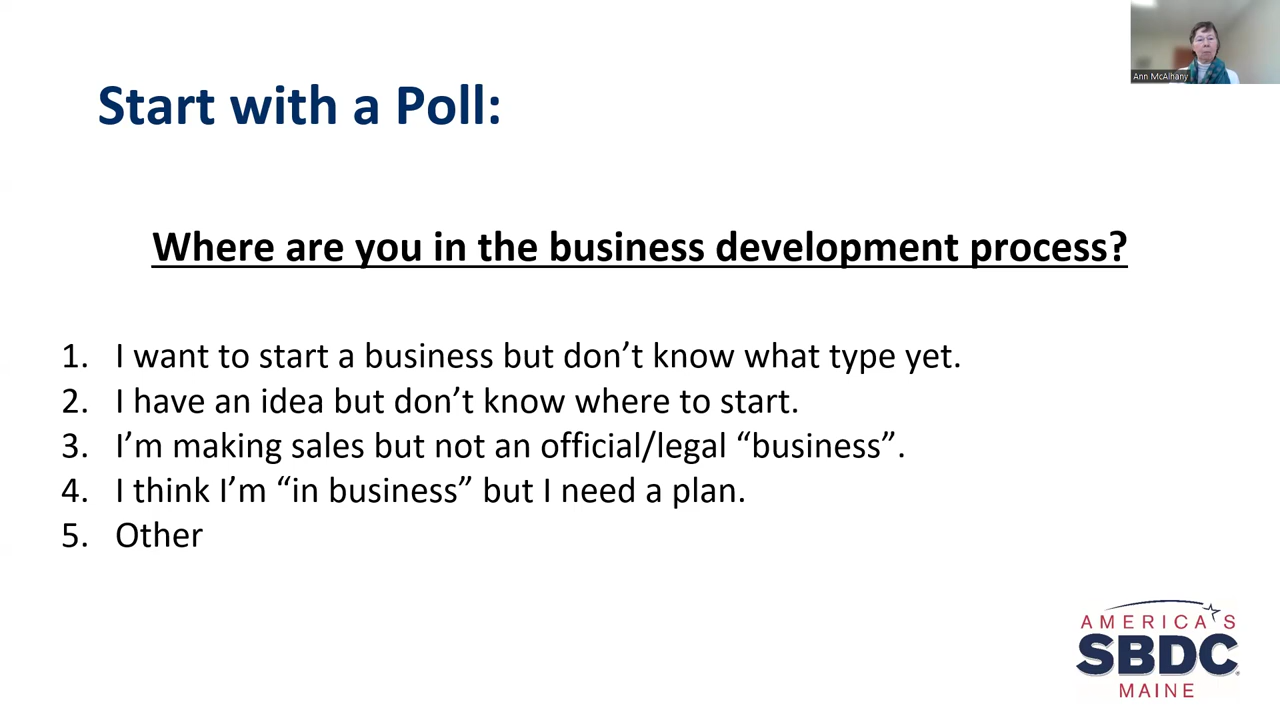 Ann McAlhany
Start with a Poll:
Where are you in the business development process?
1. I want to start a business but don’t know what type yet.
2. I have an idea but don’t know where to start.
3. I’m making sales but not an official/legal “business”.
4. I think I’m “in business” but I need a plan.
5. Other
AMERICA'S
SBDC
MAINE